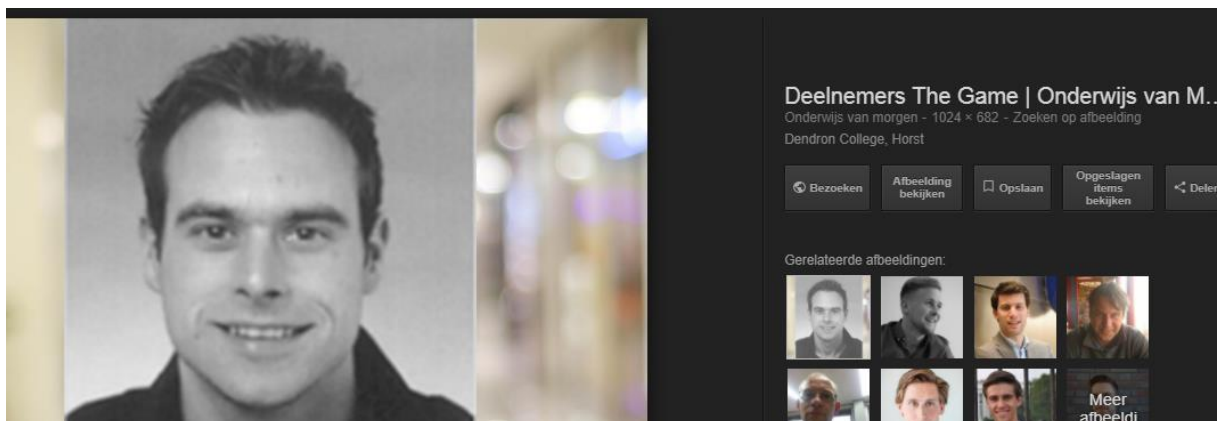 Deelnemers The Game | Onderwijs van M...
Onderwijs van morgen - 1024 × 682 - Zoeken op afbeelding
Dendron College, Horst
Bezoeken
Afbeelding
bekijken
Opslaan
Opgeslagen
items
bekijken
Delen
Gerelateerde afbeeldingen:
Meer
afbeeldi